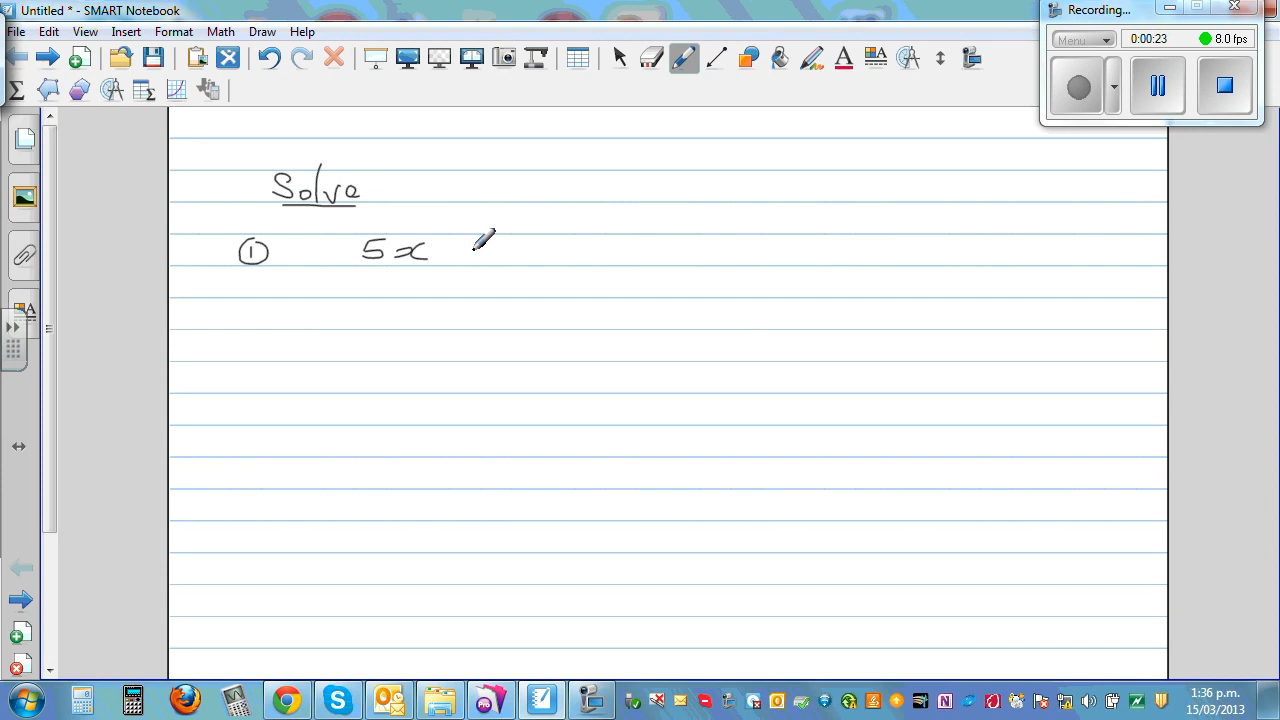 Untitled * - SMART Notebook
Recording...
File Edit View Insert Format Math Draw Help
Menu 0:00:23 8.0 fps
Solve
① 5x
1:36 p.m.
15/03/2013